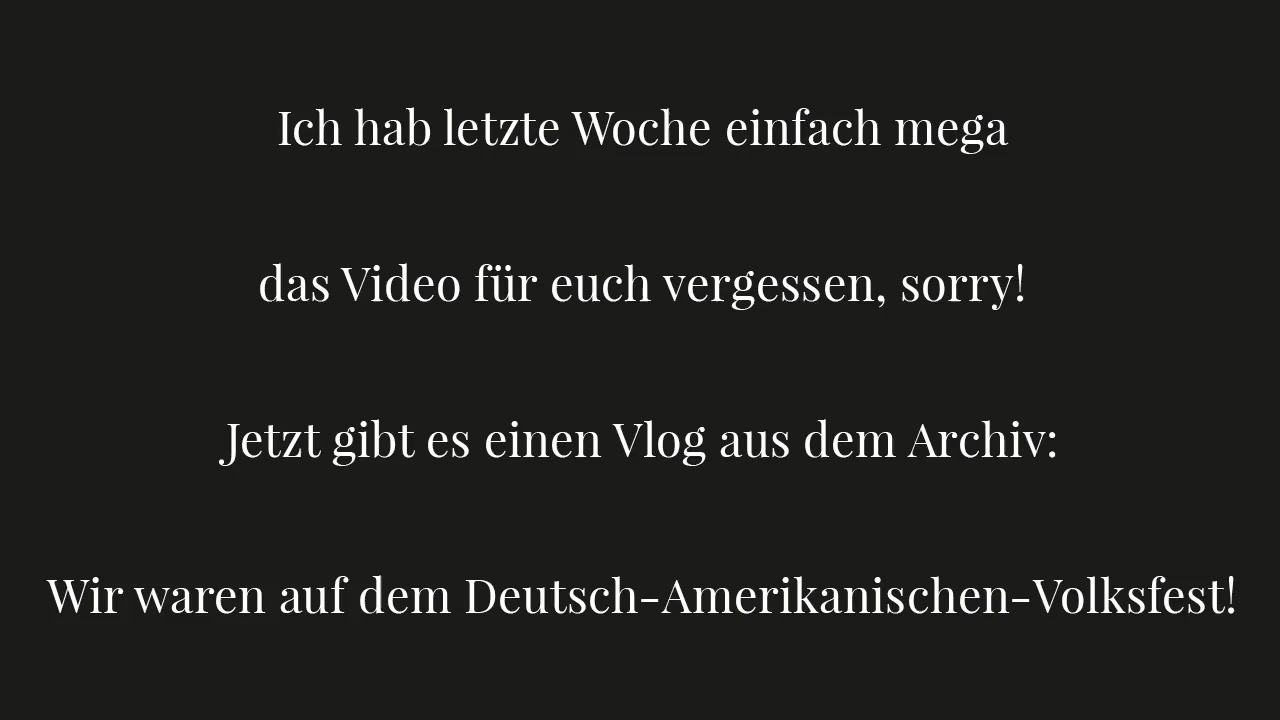 Ich hab letzte Woche einfach mega
das Video für euch vergessen, sorry!
Jetzt gibt es einen Vlog aus dem Archiv:
Wir waren auf dem Deutsch-Amerikanischen-Volksfest!